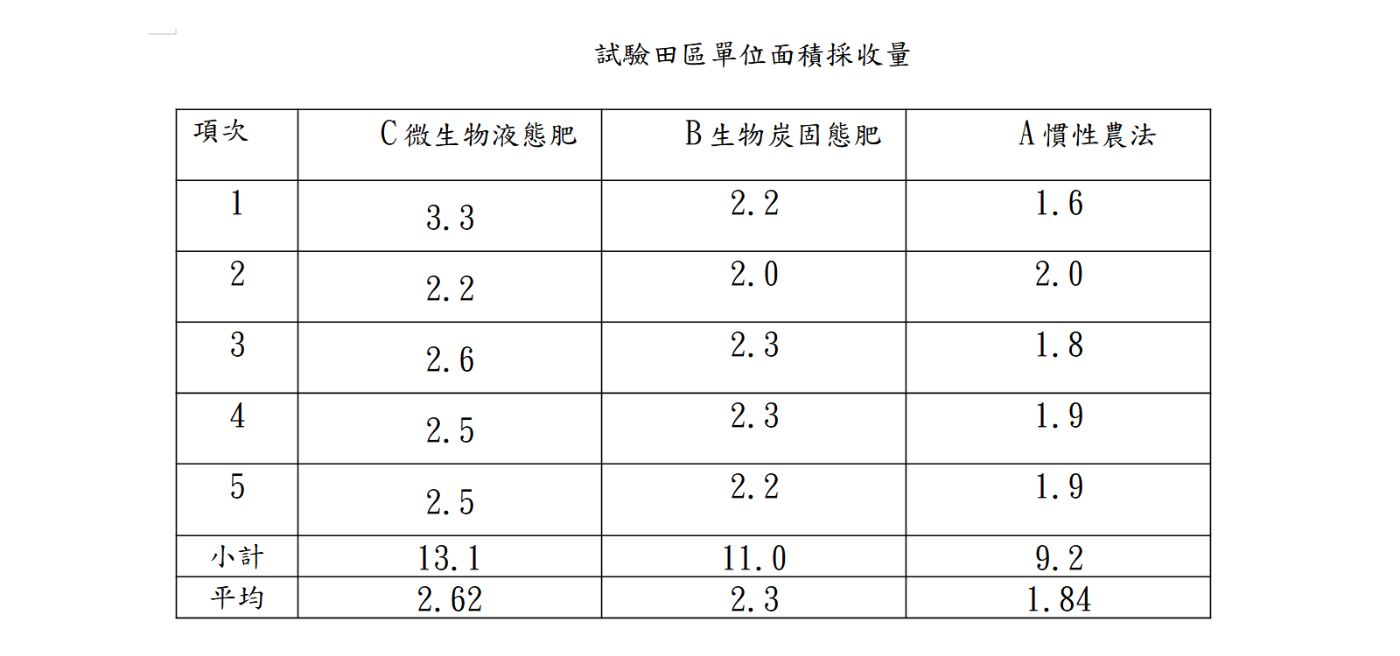 試驗田區單位面積採收量
項次 C微生物液態肥 B生物炭固態肥 A慣性農法
1 3.3 2.2 1.6
2 2.2 2.0 2.0
3 2.6 2.3 1.8
4 2.5 2.3 1.9
5 2.5 2.2 1.9
小計 13.1 11.0 9.2
平均 2.62 2.3 1.84